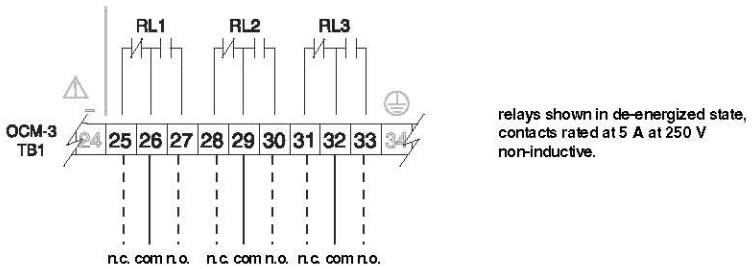 RL1 RL2 RL3
OCM-3
TB1
24 25 26 27 28 29 30 31 32 33 34
n.c. com n.o. n.c. com n.o. n.c. com n.o.
relays shown in de-energized state,
contacts rated at 5 A at 250 V
non-inductive.